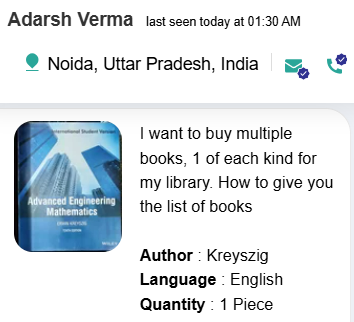 Adarsh Verma last seen today at 01:30 AM
Noida, Uttar Pradesh, India
International Student Version
Advanced Engineering
Mathematics
I want to buy multiple
books, 1 of each kind for
my library. How to give you
the list of books
Author : Kreyszig
Language : English
Quantity : 1 Piece